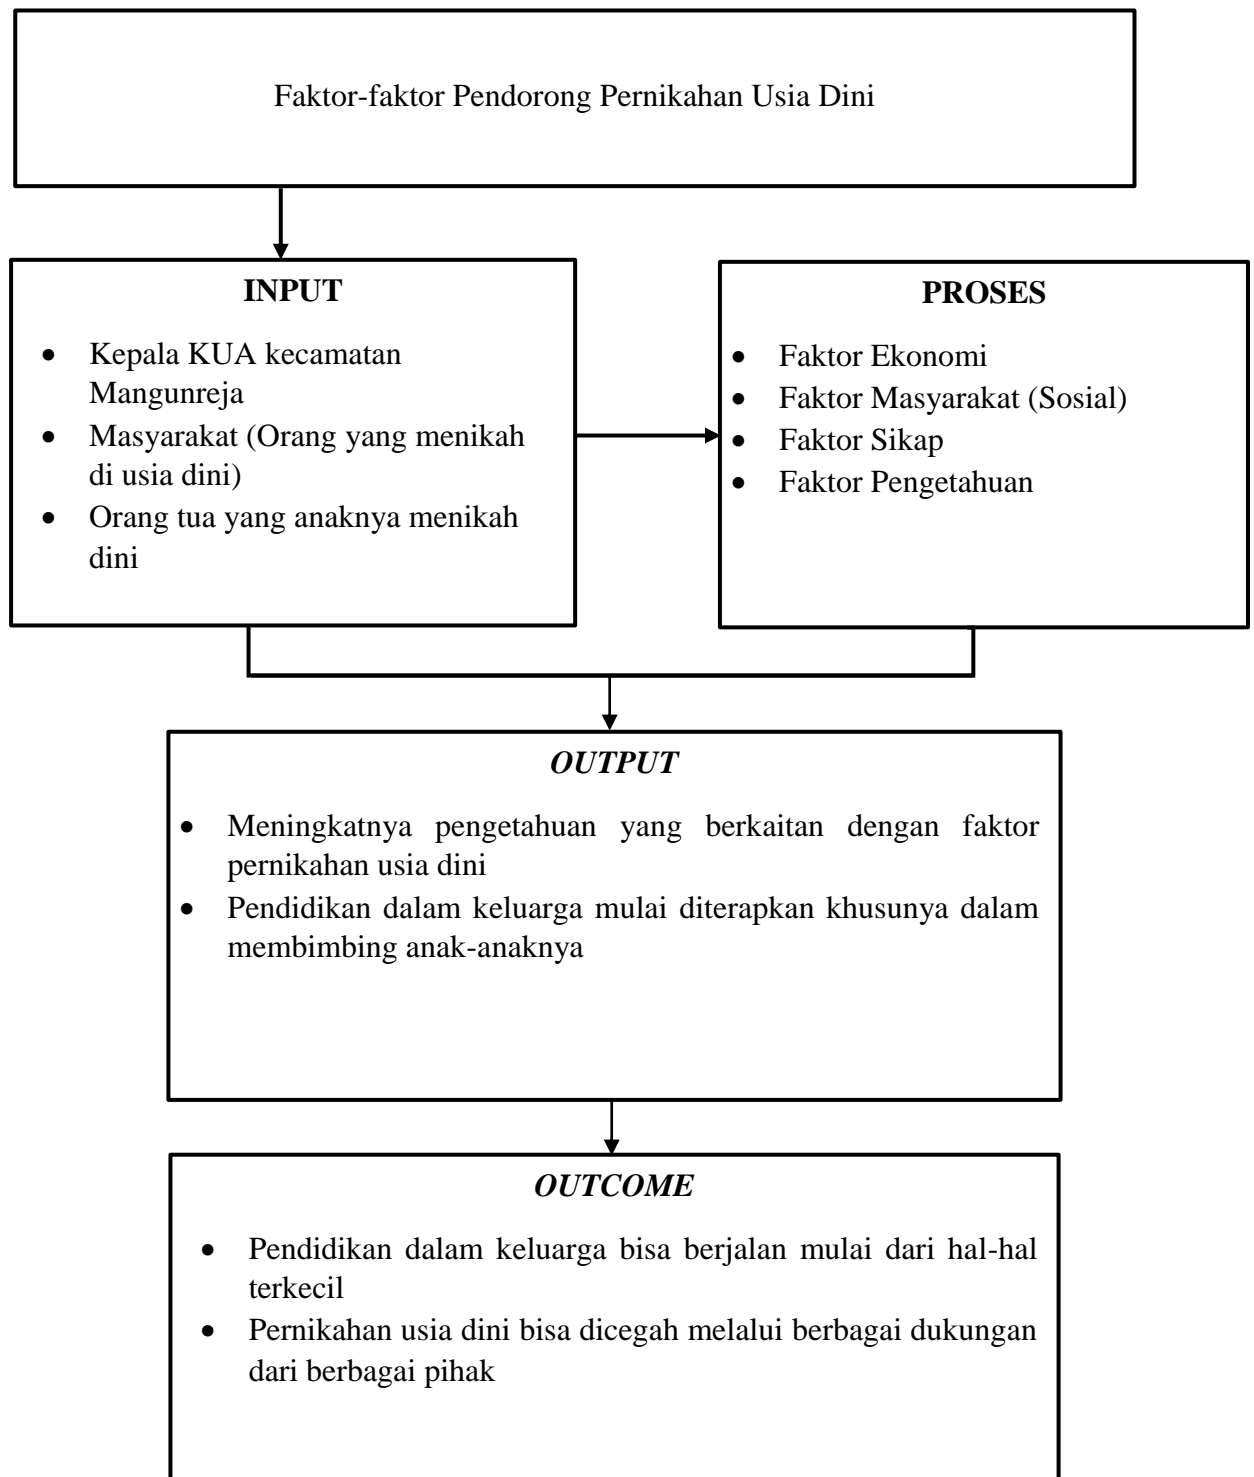 Faktor-faktor Pendorong Pernikahan Usia Dini
INPUT
• Kepala KUA kecamatan
Mangunreja
• Masyarakat (Orang yang menikah
di usia dini)
• Orang tua yang anaknya menikah
dini
PROSES
• Faktor Ekonomi
• Faktor Masyarakat (Sosial)
• Faktor Sikap
• Faktor Pengetahuan
OUTPUT
• Meningkatnya pengetahuan yang berkaitan dengan faktor
pernikahan usia dini
• Pendidikan dalam keluarga mulai diterapkan khusunya dalam
membimbing anak-anaknya
OUTCOME
• Pendidikan dalam keluarga bisa berjalan mulai dari hal-hal
terkecil
• Pernikahan usia dini bisa dicegah melalui berbagai dukungan
dari berbagai pihak